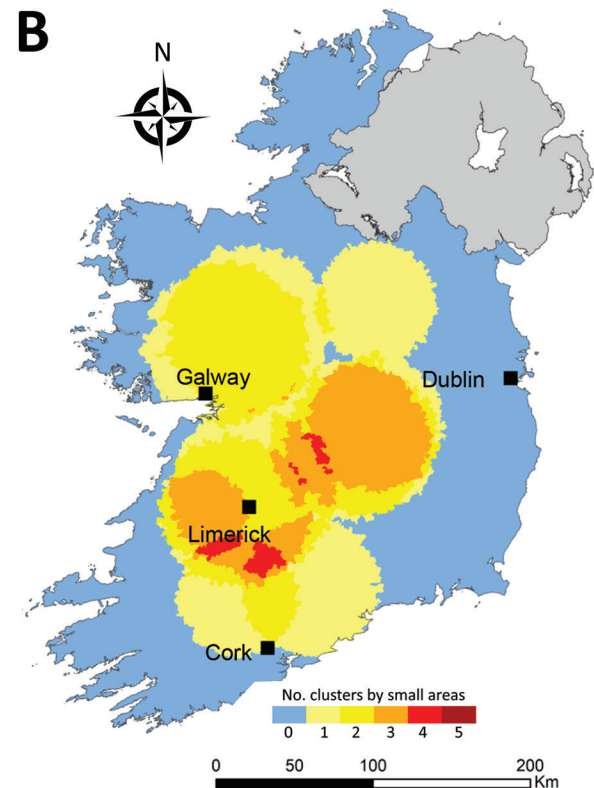 B
N
Galway
Dublin
Limerick
Cork
No. clusters by small areas
0 1 2 3 4 5
0 50 100 200
Km